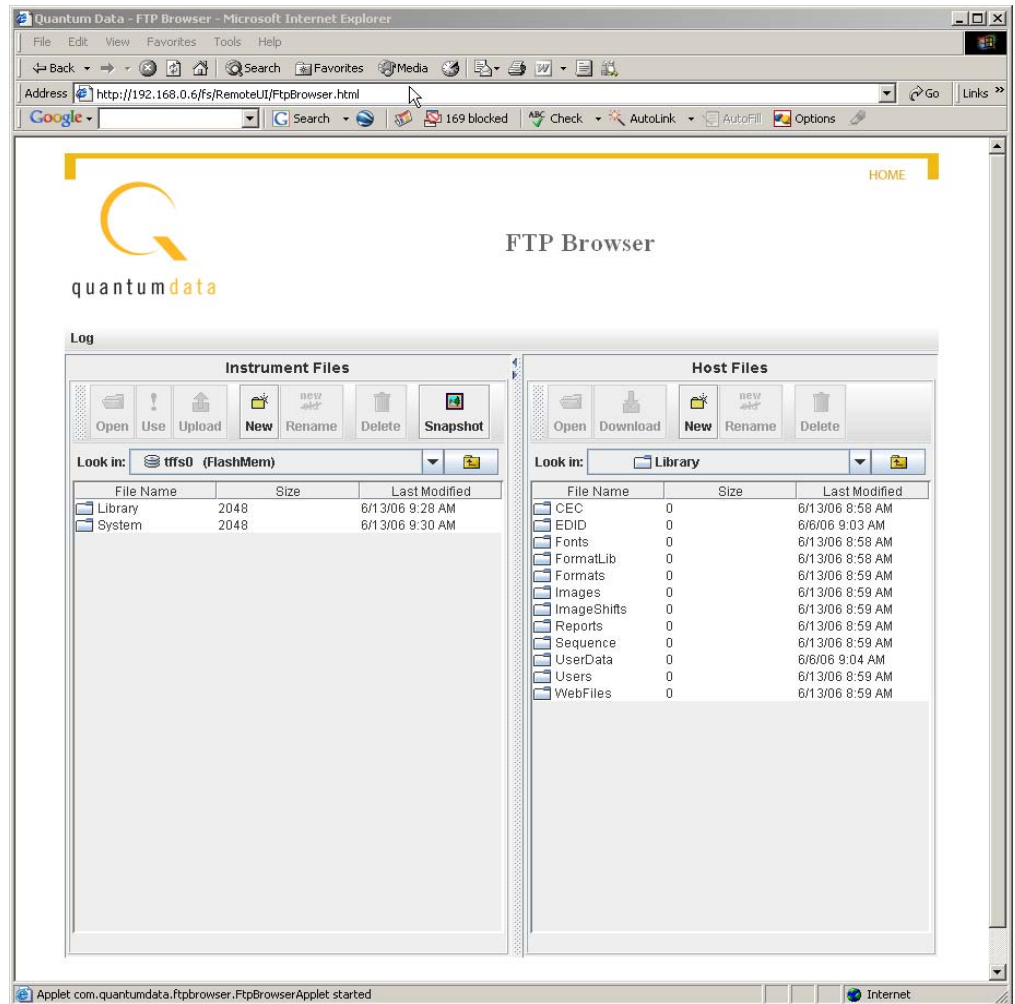 Quantum Data - FTP Browser - Microsoft Internet Explorer
File Edit View Favorites Tools Help
Back Search Favorites Media
Address http://192.168.0.6/fs/RemoteUI/FtpBrowser.html Go Links »
Google Search 169 blocked ABC Check AutoLink AutoFill Options
HOME
FTP Browser
quantumdata
Log
Instrument Files
Open Use Upload New new old Rename Delete Snapshot
Look in: tffs0 (FlashMem)
File Name Size Last Modified
Library 2048 6/13/06 9:28 AM
System 2048 6/13/06 9:30 AM
Host Files
Open Download New new old Rename Delete
Look in: Library
File Name Size Last Modified
CEC 0 6/13/06 8:58 AM
EDID 0 6/6/06 9:03 AM
Fonts 0 6/13/06 8:58 AM
FormatLib 0 6/13/06 8:58 AM
Formats 0 6/13/06 8:59 AM
Images 0 6/13/06 8:59 AM
ImageShifts 0 6/13/06 8:59 AM
Reports 0 6/13/06 8:59 AM
Sequence 0 6/13/06 8:59 AM
UserData 0 6/6/06 9:04 AM
Users 0 6/13/06 8:59 AM
WebFiles 0 6/13/06 8:59 AM
Applet com.quantumdata.ftpbrowser.FtpBrowserApplet started Internet